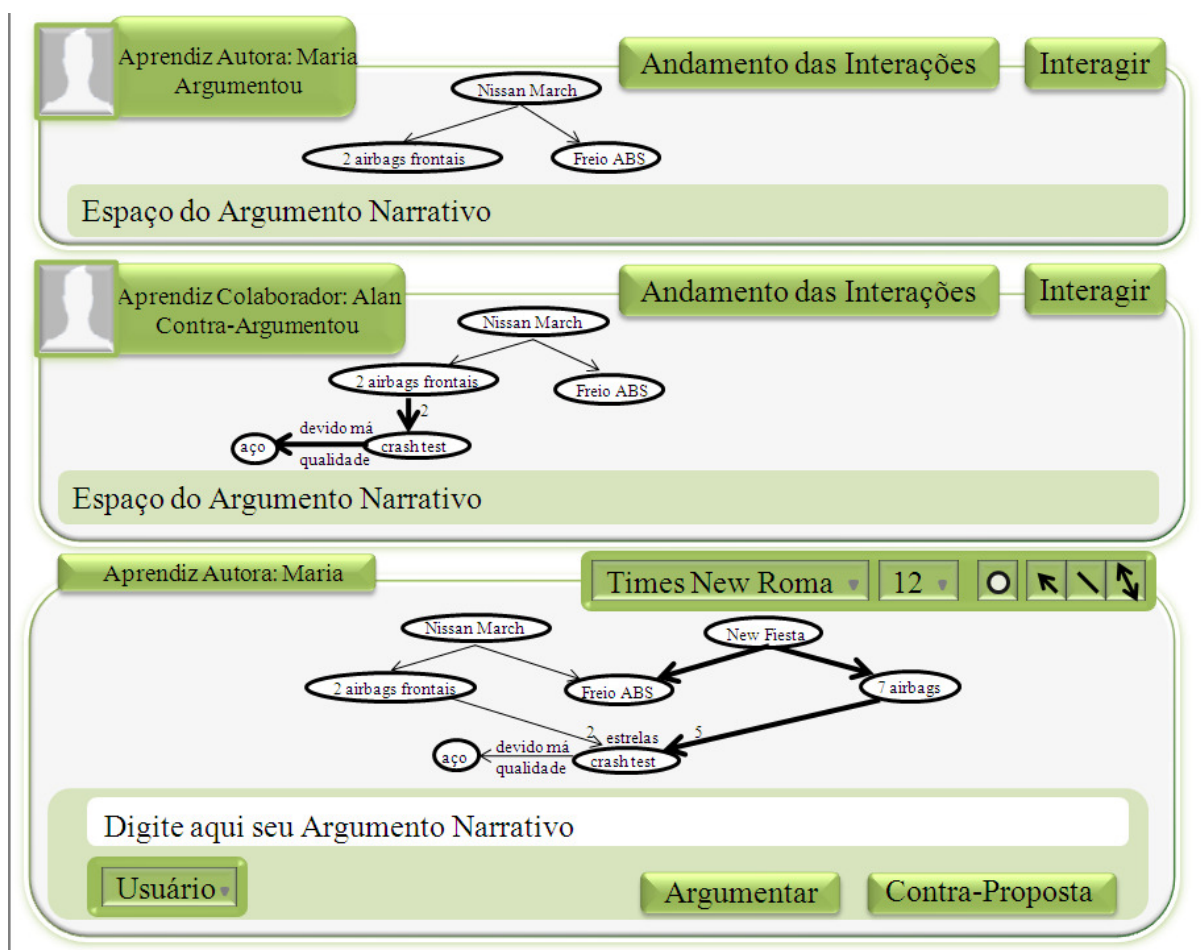 Aprendiz Autora: Maria
Argumentou
Andamento das Interações
Interagir
Nissan March
2 airbags frontais
Freio ABS
Espaço do Argumento Narrativo
Aprendiz Colaborador: Alan
Contra-Argumentou
Andamento das Interações
Interagir
Nissan March
2 airbags frontais
Freio ABS
2
devido má
qualidade
aço
crash test
Espaço do Argumento Narrativo
Aprendiz Autora: Maria
Times New Roma
12
Nissan March
New Fiesta
2 airbags frontais
Freio ABS
7 airbags
2 estrelas 5
devido má
qualidade
aço
crash test
Digite aqui seu Argumento Narrativo
Usuário
Argumentar
Contra-Proposta